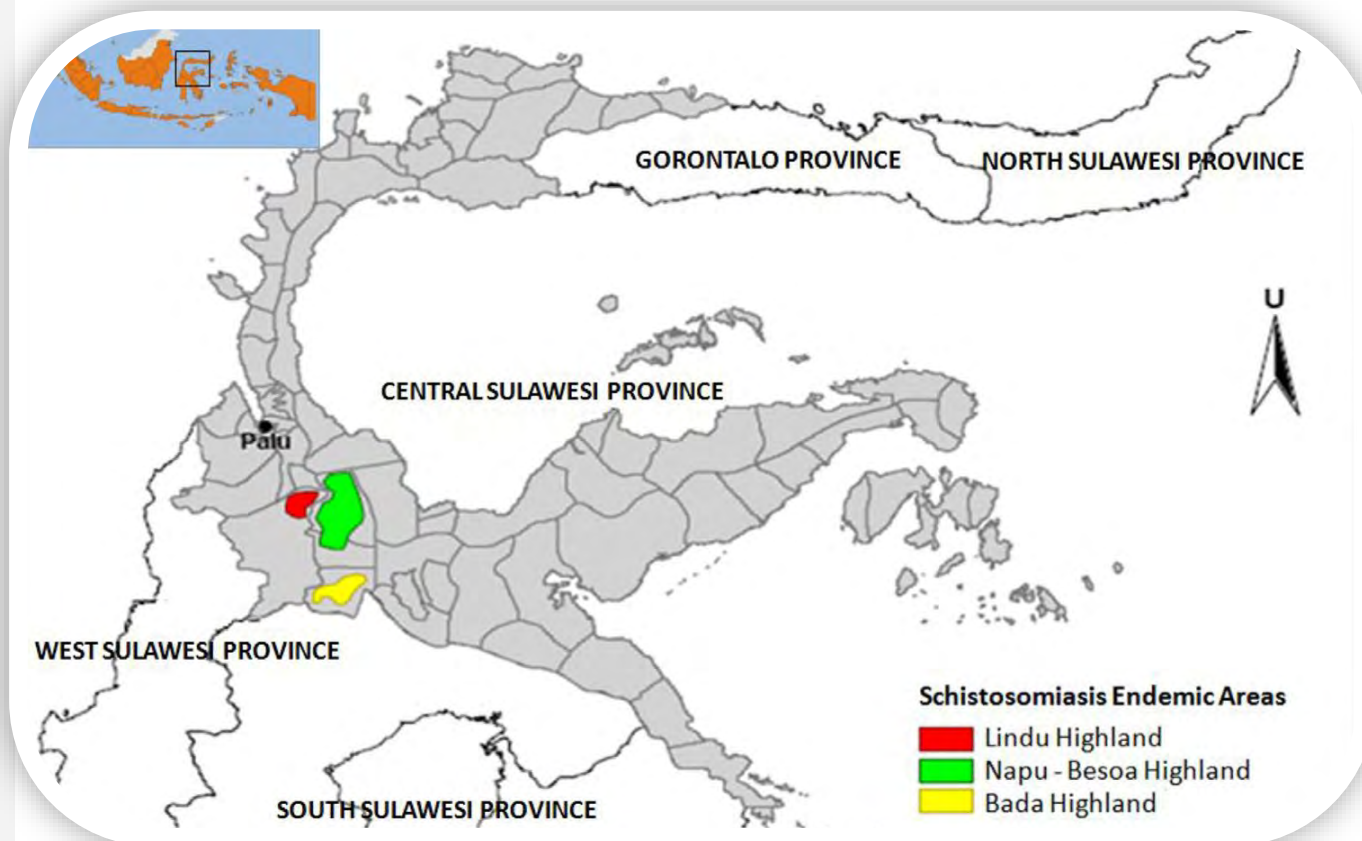 GORONTALO PROVINCE
NORTH SULAWESI PROVINCE
U
CENTRAL SULAWESI PROVINCE
Palu
WEST SULAWESI PROVINCE
Schistosomiasis Endemic Areas
Lindu Highland
Napu - Besoa Highland
Bada Highland
SOUTH SULAWESI PROVINCE